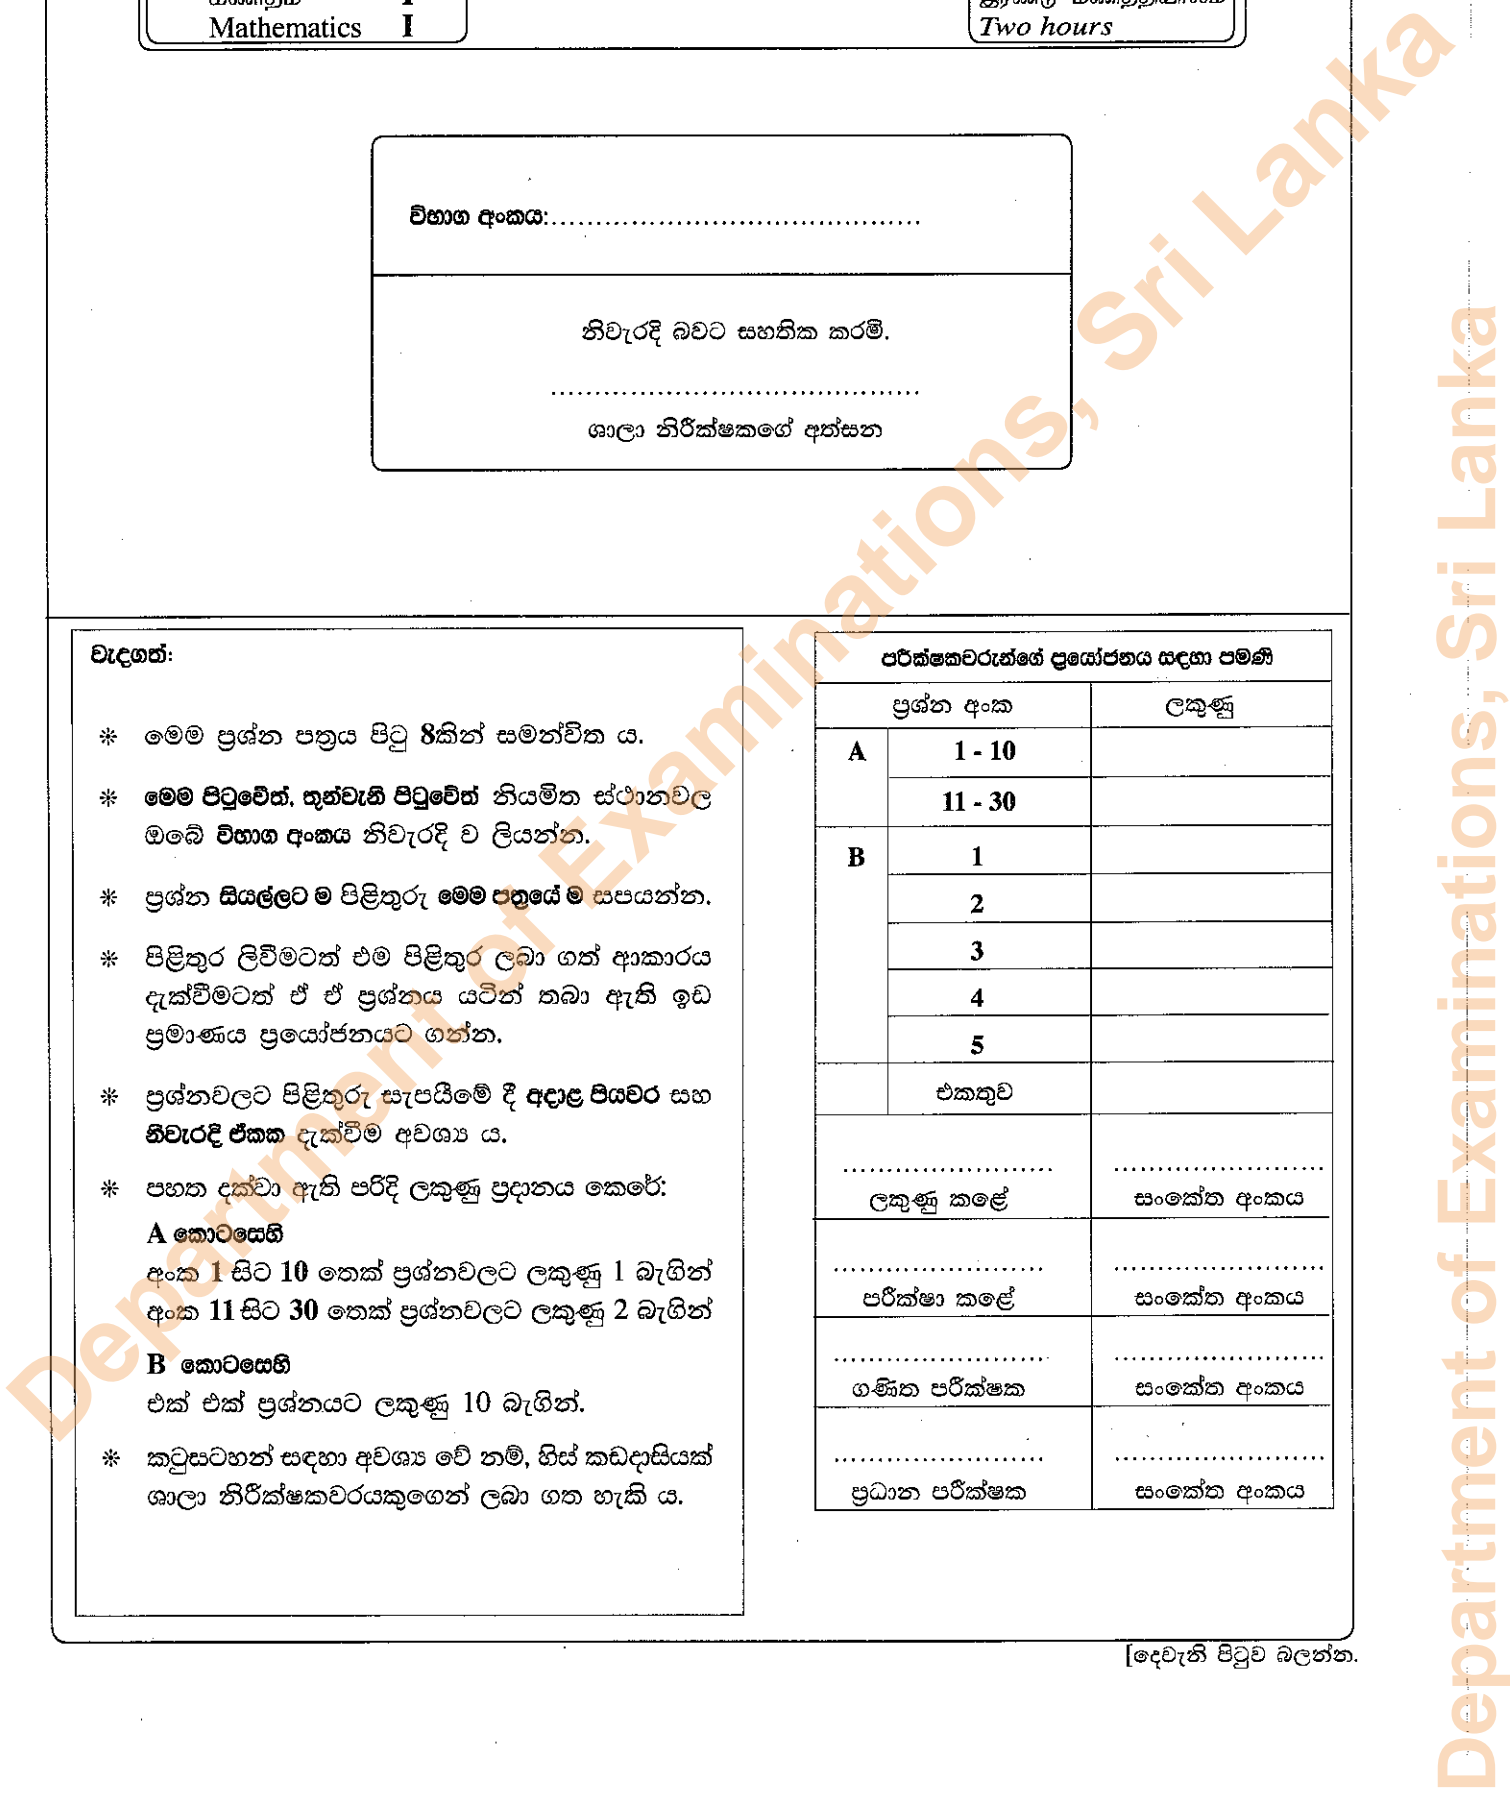 Mathematics I
Two hours
විභාග අංකය:.........................................
නිවැරදි බවට සහතික කරමි.
.........................................
ශාලා නිරීක්ෂකගේ අත්සන
වැදගත්:
* මෙම ප්‍රශ්න පත්‍රය පිටු 8කින් සමන්විත ය.
* මෙම පිටුවේත්, තුන්වැනි පිටුවේත් නියමිත ස්ථානවල
ඔබේ විභාග අංකය නිවැරදි ව ලියන්න.
* ප්‍රශ්න සියල්ලට ම පිළිතුරු මෙම පත්‍රයේ ම සපයන්න.
* පිළිතුර ලිවීමටත් එම පිළිතුර ලබා ගත් ආකාරය
දැක්වීමටත් ඒ ඒ ප්‍රශ්නය යටින් තබා ඇති ඉඩ
ප්‍රමාණය ප්‍රයෝජනයට ගන්න.
* ප්‍රශ්නවලට පිළිතුරු සැපයීමේ දී අදාළ පියවර සහ
නිවැරදි ඒකක දැක්වීම අවශ්‍ය ය.
* පහත දක්වා ඇති පරිදි ලකුණු ප්‍රදානය කෙරේ:
A කොටසෙහි
අංක 1 සිට 10 තෙක් ප්‍රශ්නවලට ලකුණු 1 බැගින්
අංක 11 සිට 30 තෙක් ප්‍රශ්නවලට ලකුණු 2 බැගින්
B කොටසෙහි
එක් එක් ප්‍රශ්නයට ලකුණු 10 බැගින්.
* කටුසටහන් සඳහා අවශ්‍ය වේ නම්, හිස් කඩදාසියක්
ශාලා නිරීක්ෂකවරයකුගෙන් ලබා ගත හැකි ය.
පරීක්ෂකවරුන්ගේ ප්‍රයෝජනය සඳහා පමණි
ප්‍රශ්න අංක ලකුණු
A 1 - 10
11 - 30
B 1
2
3
4
5
එකතුව
........................ ........................
ලකුණු කළේ සංකේත අංකය
........................ ........................
පරීක්ෂා කළේ සංකේත අංකය
........................ ........................
ගණිත පරීක්ෂක සංකේත අංකය
........................ ........................
ප්‍රධාන පරීක්ෂක සංකේත අංකය
[දෙවැනි පිටුව බලන්න.
Department of Examinations, Sri Lanka
Department of Examinations, Sri Lanka